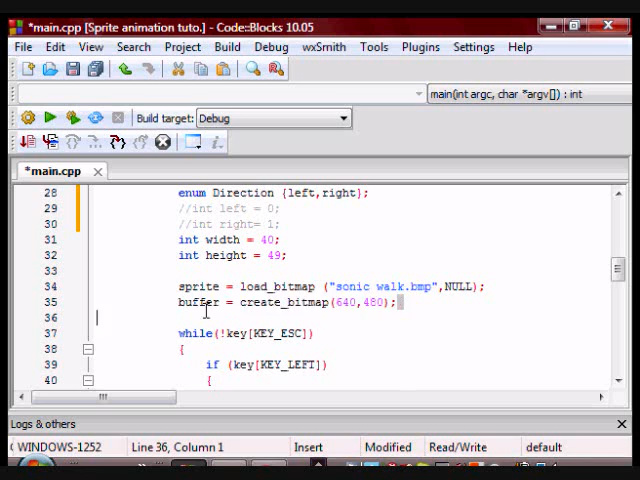 *main.cpp [Sprite animation tuto.] - Code::Blocks 10.05
File Edit View Search Project Build Debug wxSmith Tools Plugins Settings Help
main(int argc, char *argv[]) : int
Build target: Debug
*main.cpp
28 enum Direction {left,right};
29 //int left = 0;
30 //int right= 1;
31 int width = 40;
32 int height = 49;
33
34 sprite = load_bitmap ("sonic walk.bmp",NULL);
35 buffer = create_bitmap(640,480);
36
37 while(!key[KEY_ESC])
38 {
39 if (key[KEY_LEFT])
40 {
Logs & others
WINDOWS-1252 Line 36, Column 1 Insert Modified Read/Write default